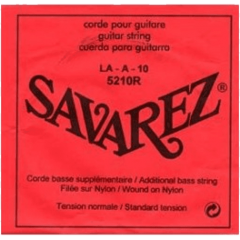 corde pour guitare
guitar string
cuerda para guitarra
LA - A - 10
5210R
SAVAREZ®
Corde basse supplémentaire / Additional bass string
Filée sur Nylon / Wound on Nylon
Tension normale / Standard tension